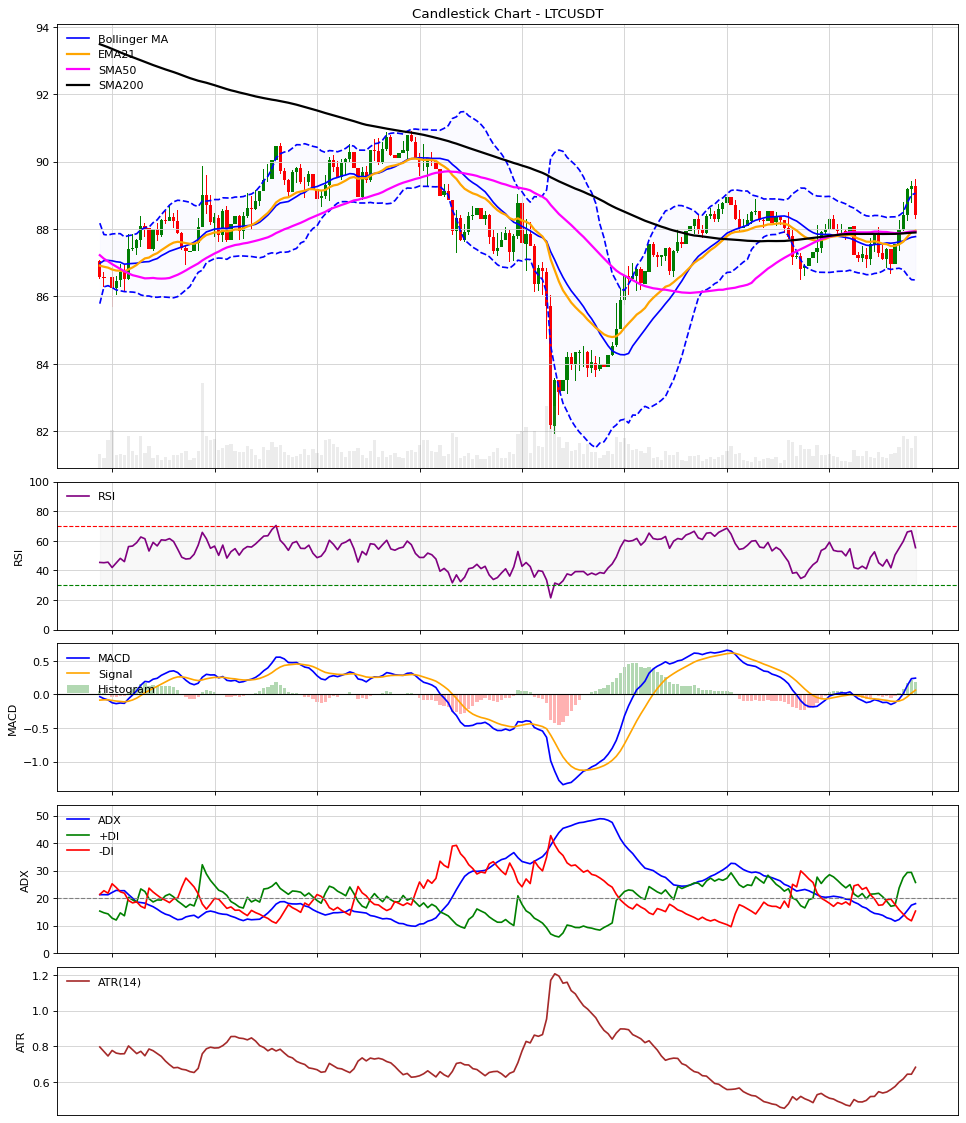 Candlestick Chart - LTCUSDT
94
92
90
88
86
84
82
Bollinger MA
EMA21
SMA50
SMA200
100
80
60
40
20
0
RSI
RSI
0.5
0.0
−0.5
−1.0
MACD
MACD
Signal
Histogram
50
40
30
20
10
0
ADX
ADX
+DI
-DI
1.2
1.0
0.8
0.6
ATR
ATR(14)